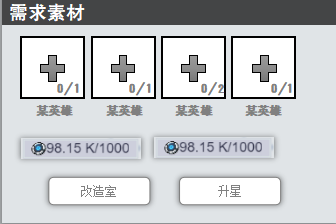 需求素材
0/1 0/1 0/2 0/1
某英雄 某英雄 某英雄 某英雄
98.15 K/1000 98.15 K/1000
改造室 升星